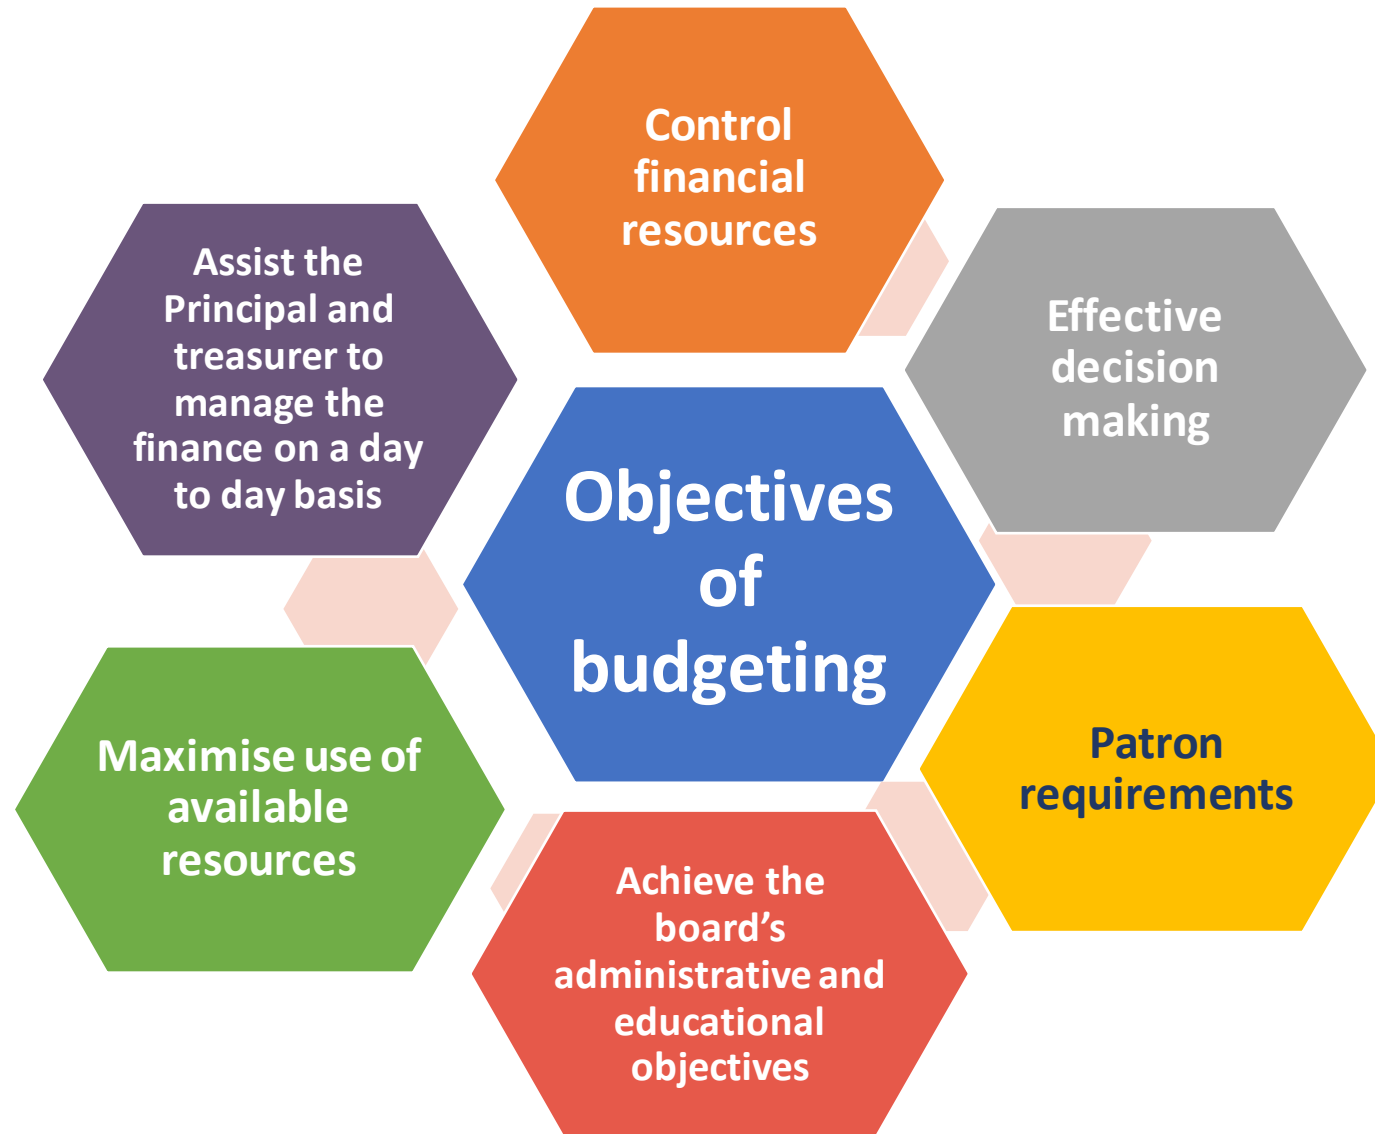 Control
financial
resources
Effective
decision
making
Patron
requirements
Achieve the
board’s
administrative and
educational
objectives
Maximise use of
available
resources
Assist the
Principal and
treasurer to
manage the
finance on a day
to day basis
Objectives
of
budgeting